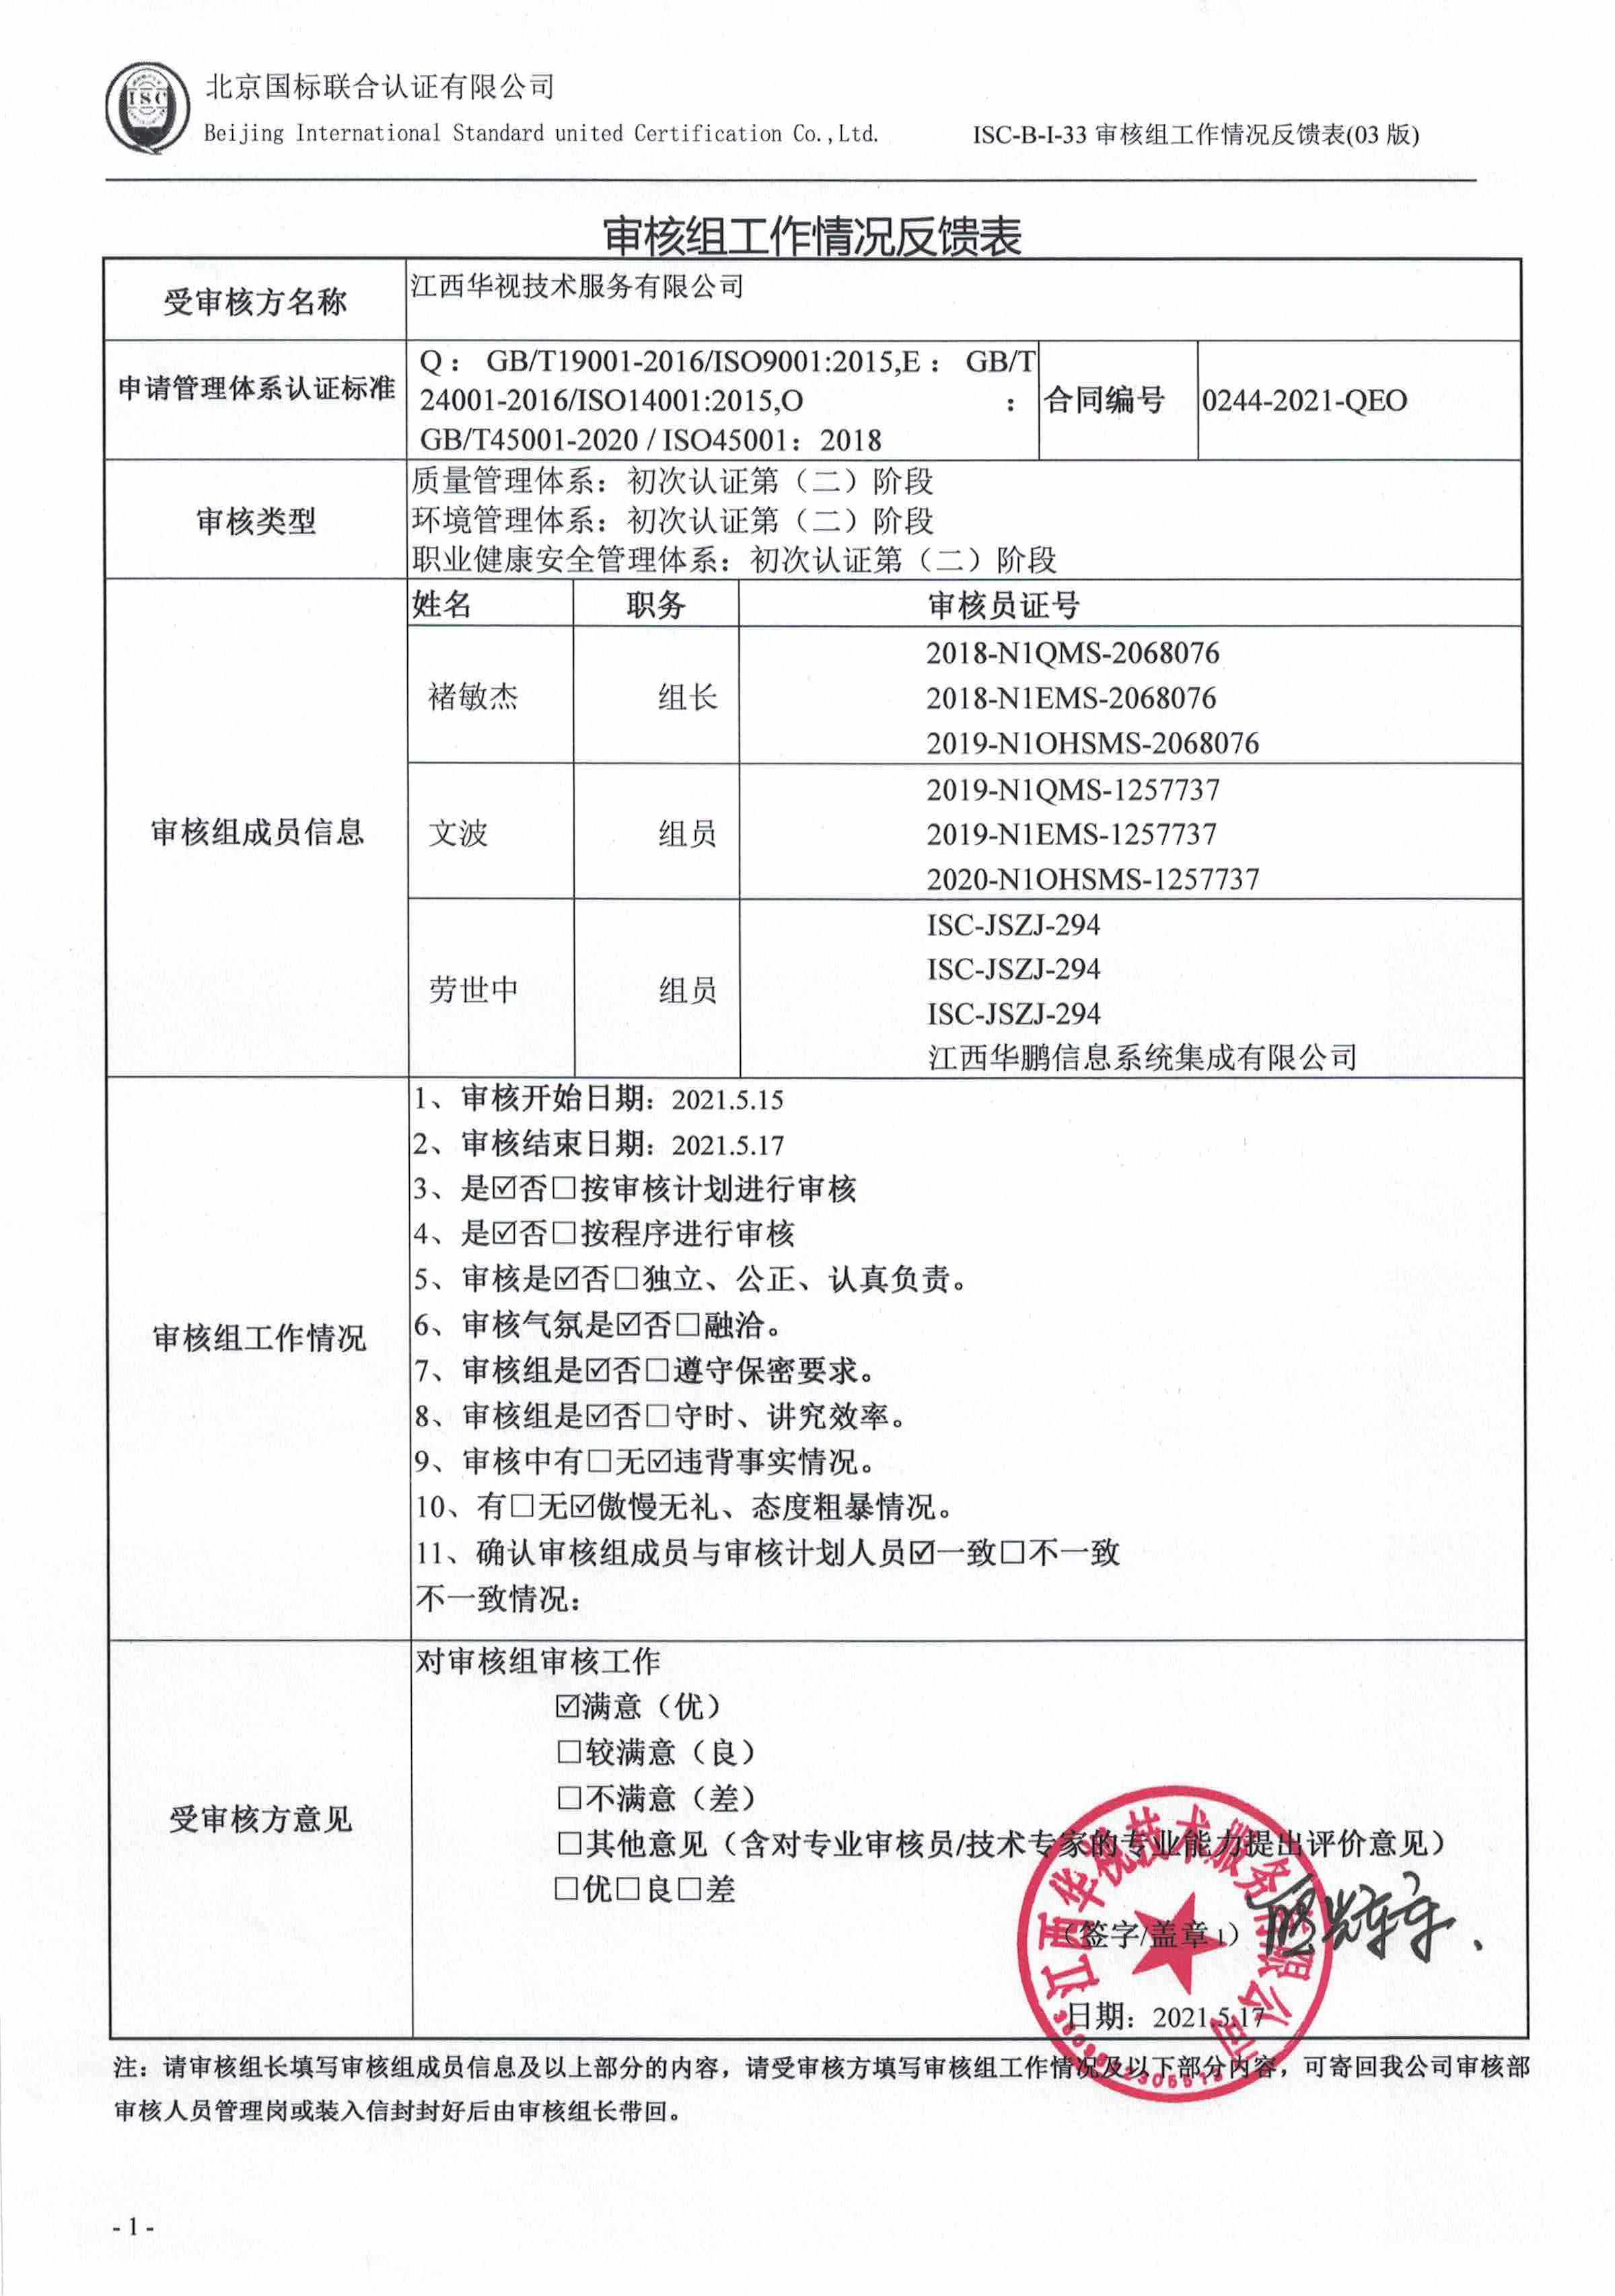 ISC
北京国标联合认证有限公司
Beijing International Standard united Certification Co.,Ltd.
ISC-B-I-33 审核组工作情况反馈表(03 版)
审核组工作情况反馈表
受审核方名称
江西华视技术服务有限公司
申请管理体系认证标准
Q： GB/T19001-2016/ISO9001:2015,E： GB/T
24001-2016/ISO14001:2015,O ：
GB/T45001-2020 / ISO45001：2018
合同编号
0244-2021-QEO
审核类型
质量管理体系：初次认证第（二）阶段
环境管理体系：初次认证第（二）阶段
职业健康安全管理体系：初次认证第（二）阶段
审核组成员信息
姓名 职务 审核员证号
褚敏杰 组长
2018-N1QMS-2068076
2018-N1EMS-2068076
2019-N1OHSMS-2068076
文波 组员
2019-N1QMS-1257737
2019-N1EMS-1257737
2020-N1OHSMS-1257737
劳世中 组员
ISC-JSZJ-294
ISC-JSZJ-294
ISC-JSZJ-294
江西华鹏信息系统集成有限公司
审核组工作情况
1、审核开始日期：2021.5.15
2、审核结束日期：2021.5.17
3、是☑否☐按审核计划进行审核
4、是☑否☐按程序进行审核
5、审核是☑否☐独立、公正、认真负责。
6、审核气氛是☑否☐融洽。
7、审核组是☑否☐遵守保密要求。
8、审核组是☑否☐守时、讲究效率。
9、审核中有☐无☑违背事实情况。
10、有☐无☑傲慢无礼、态度粗暴情况。
11、确认审核组成员与审核计划人员☑一致☐不一致
不一致情况：
受审核方意见
对审核组审核工作
☑满意（优）
☐较满意（良）
☐不满意（差）
☐其他意见（含对专业审核员/技术专家的专业能力提出评价意见）
☐优☐良☐差
（签字/盖章1）
日期：2021.5.17
江西华视技术服务有限公司
注：请审核组长填写审核组成员信息及以上部分的内容，请受审核方填写审核组工作情况及以下部分内容，可寄回我公司审核部
审核人员管理岗或装入信封封好后由审核组长带回。
- 1 -